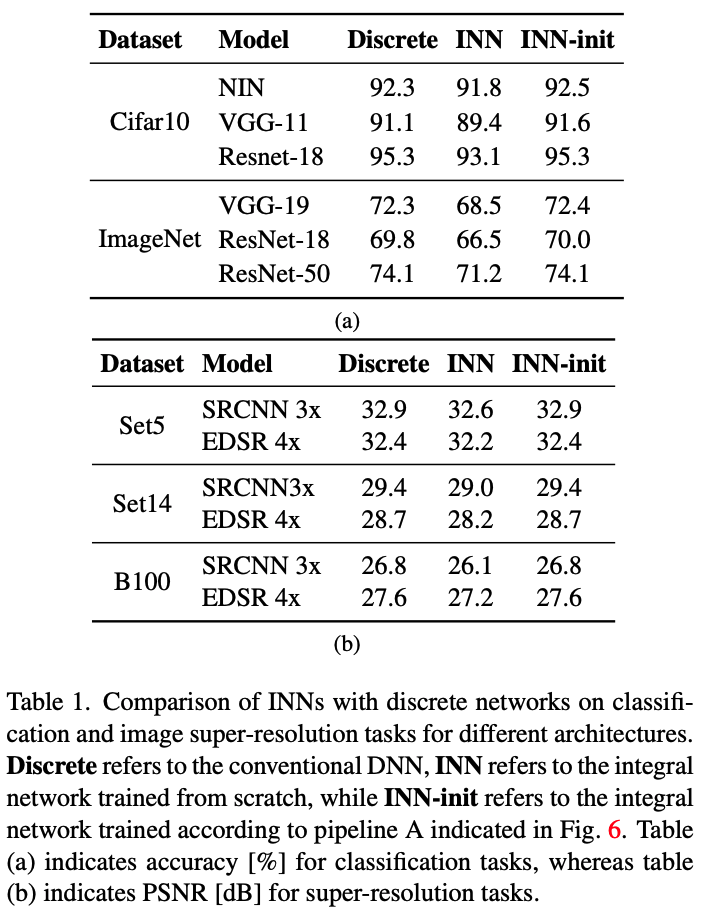 Dataset Model Discrete INN INN-init
NIN 92.3 91.8 92.5
Cifar10 VGG-11 91.1 89.4 91.6
Resnet-18 95.3 93.1 95.3
VGG-19 72.3 68.5 72.4
ImageNet ResNet-18 69.8 66.5 70.0
ResNet-50 74.1 71.2 74.1
(a)
Dataset Model Discrete INN INN-init
Set5
SRCNN 3x 32.9 32.6 32.9
EDSR 4x 32.4 32.2 32.4
Set14
SRCNN3x 29.4 29.0 29.4
EDSR 4x 28.7 28.2 28.7
B100
SRCNN 3x 26.8 26.1 26.8
EDSR 4x 27.6 27.2 27.6
(b)
Table 1. Comparison of INNs with discrete networks on classifi-
cation and image super-resolution tasks for different architectures.
Discrete refers to the conventional DNN, INN refers to the integral
network trained from scratch, while INN-init refers to the integral
network trained according to pipeline A indicated in Fig. 6. Table
(a) indicates accuracy [%] for classification tasks, whereas table
(b) indicates PSNR [dB] for super-resolution tasks.